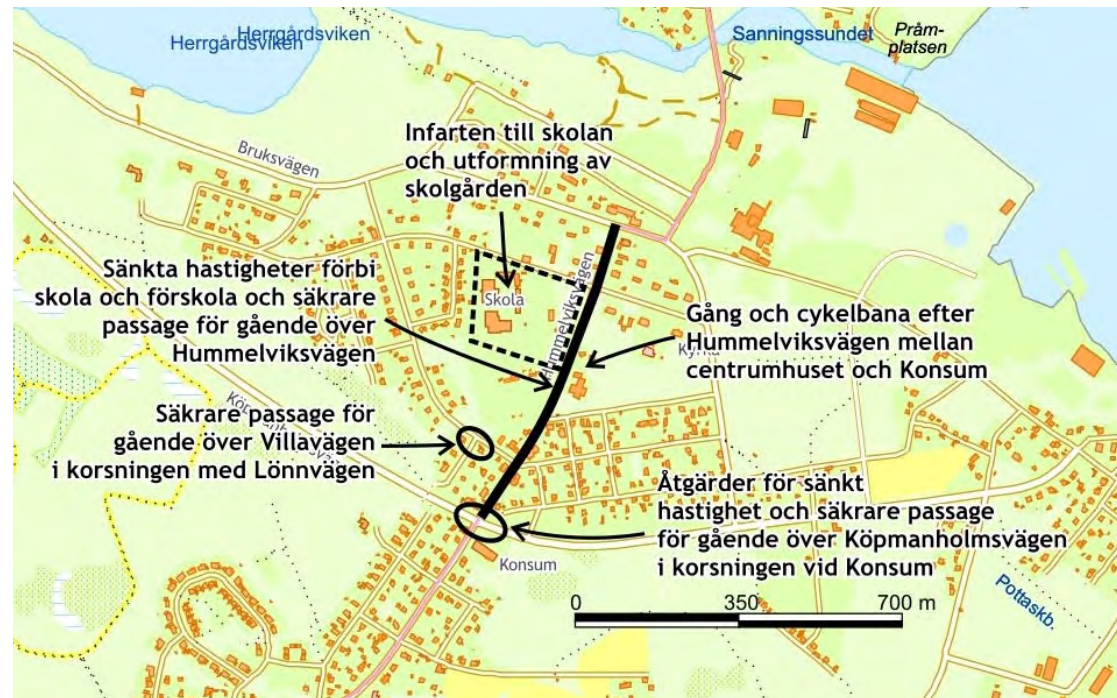 Herrgårdsviken
Herrgårdsviken
Sanningssundet
Pråm-
platsen
Bruksvägen
Infarten till skolan
och utformning av
skolgården
Sänkta hastigheter förbi
skola och förskola och säkrare
passage för gående över
Hummelviksvägen
Skola
Hummelviksvägen
Gång och cykelbana efter
Hummelviksvägen mellan
centrumhuset och Konsum
Säkrare passage för
gående över Villavägen
i korsningen med Lönnvägen
Åtgärder för sänkt
hastighet och säkrare passage
för gående över Köpmanholmsvägen
i korsningen vid Konsum
Konsum
Pottaskb.
0 350 700 m